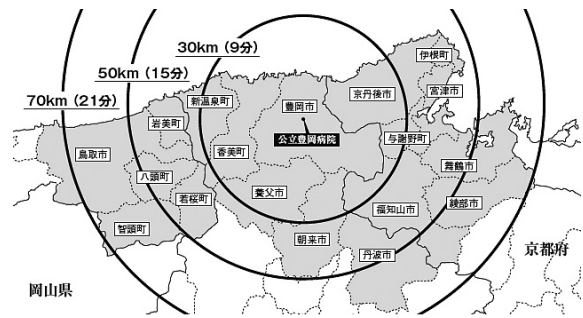 30km (9分)
50km (15分)
70km (21分)
伊根町
宮津市
京丹後市
豊岡市
新温泉町
公立豊岡病院
岩美町
与謝野町
鳥取市
香美町
舞鶴市
八頭町
養父市
若桜町
福知山市
綾部市
智頭町
朝来市
丹波市
京都府
岡山県